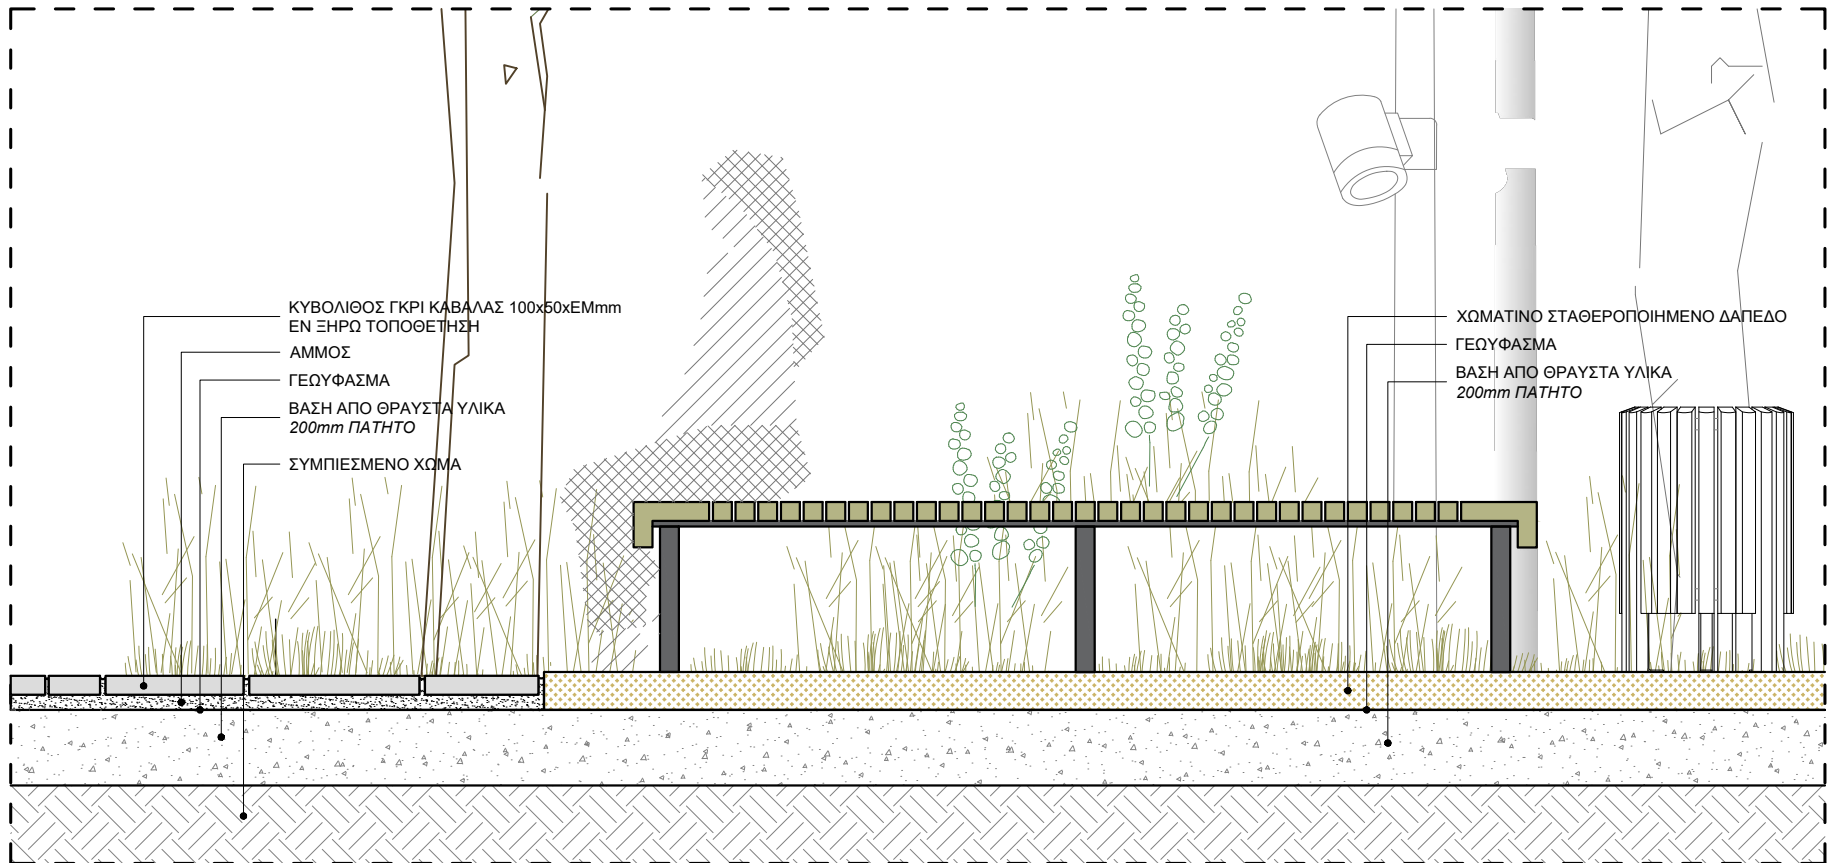 ΚΥΒΟΛΙΘΟΣ ΓΚΡΙ ΚΑΒΑΛΑΣ 100x50xEMmm
ΕΝ ΞΗΡΩ ΤΟΠΟΘΕΤΗΣΗ
ΑΜΜΟΣ
ΓΕΩΥΦΑΣΜΑ
ΒΑΣΗ ΑΠΟ ΘΡΑΥΣΤΑ ΥΛΙΚΑ
200mm ΠΑΤΗΤΟ
ΣΥΜΠΙΕΣΜΕΝΟ ΧΩΜΑ
ΧΩΜΑΤΙΝΟ ΣΤΑΘΕΡΟΠΟΙΗΜΕΝΟ ΔΑΠΕΔΟ
ΓΕΩΥΦΑΣΜΑ
ΒΑΣΗ ΑΠΟ ΘΡΑΥΣΤΑ ΥΛΙΚΑ
200mm ΠΑΤΗΤΟ